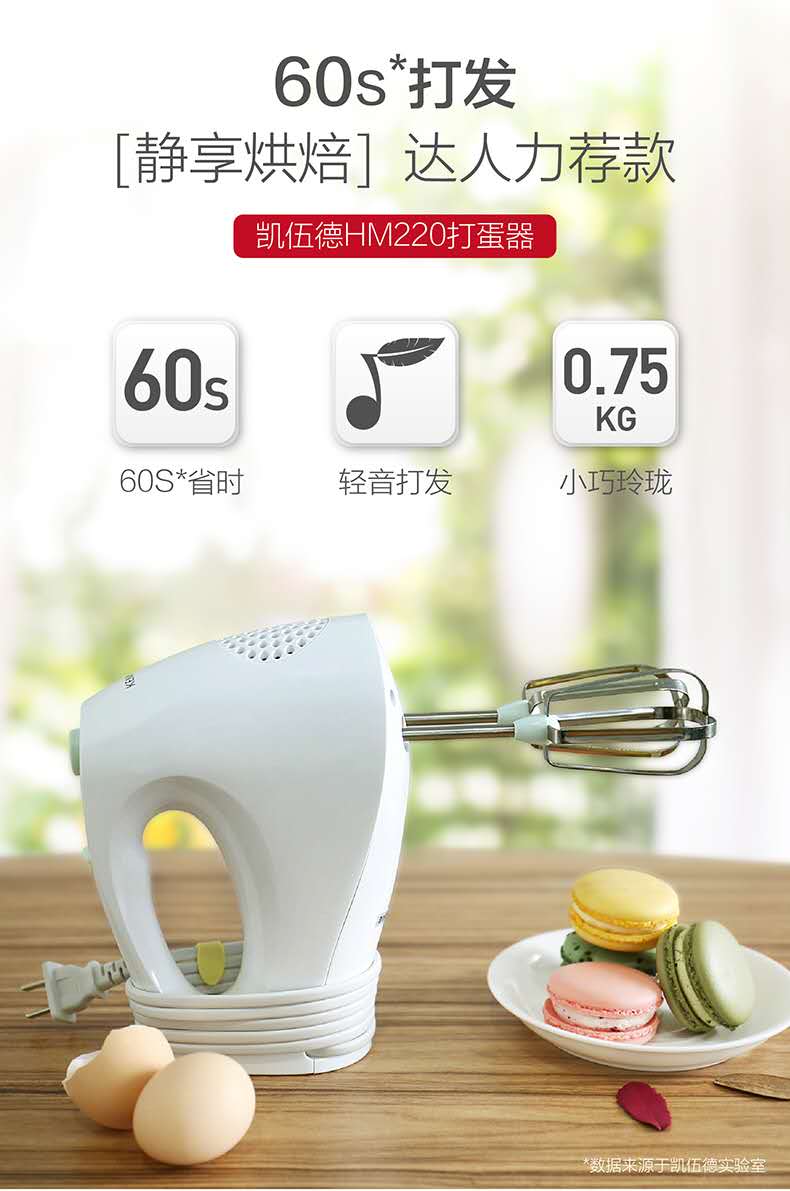 60s*打发
[静享烘焙] 达人力荐款
凯伍德HM220打蛋器
60s
0.75
KG
60S*省时
轻音打发
小巧玲珑
*数据来源于凯伍德实验室